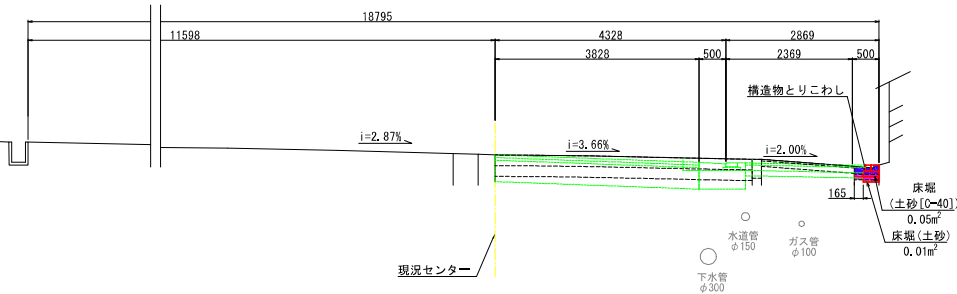 18795
11598
4328
2869
3828
500
2369
500
構造物とりこわし
i=2.87%
i=3.66%
i=2.00%
165
床堀
(土砂[C-40])
0.05m²
床堀(土砂)
0.01m²
水道管
φ150
ガス管
φ100
下水管
φ300
現況センター